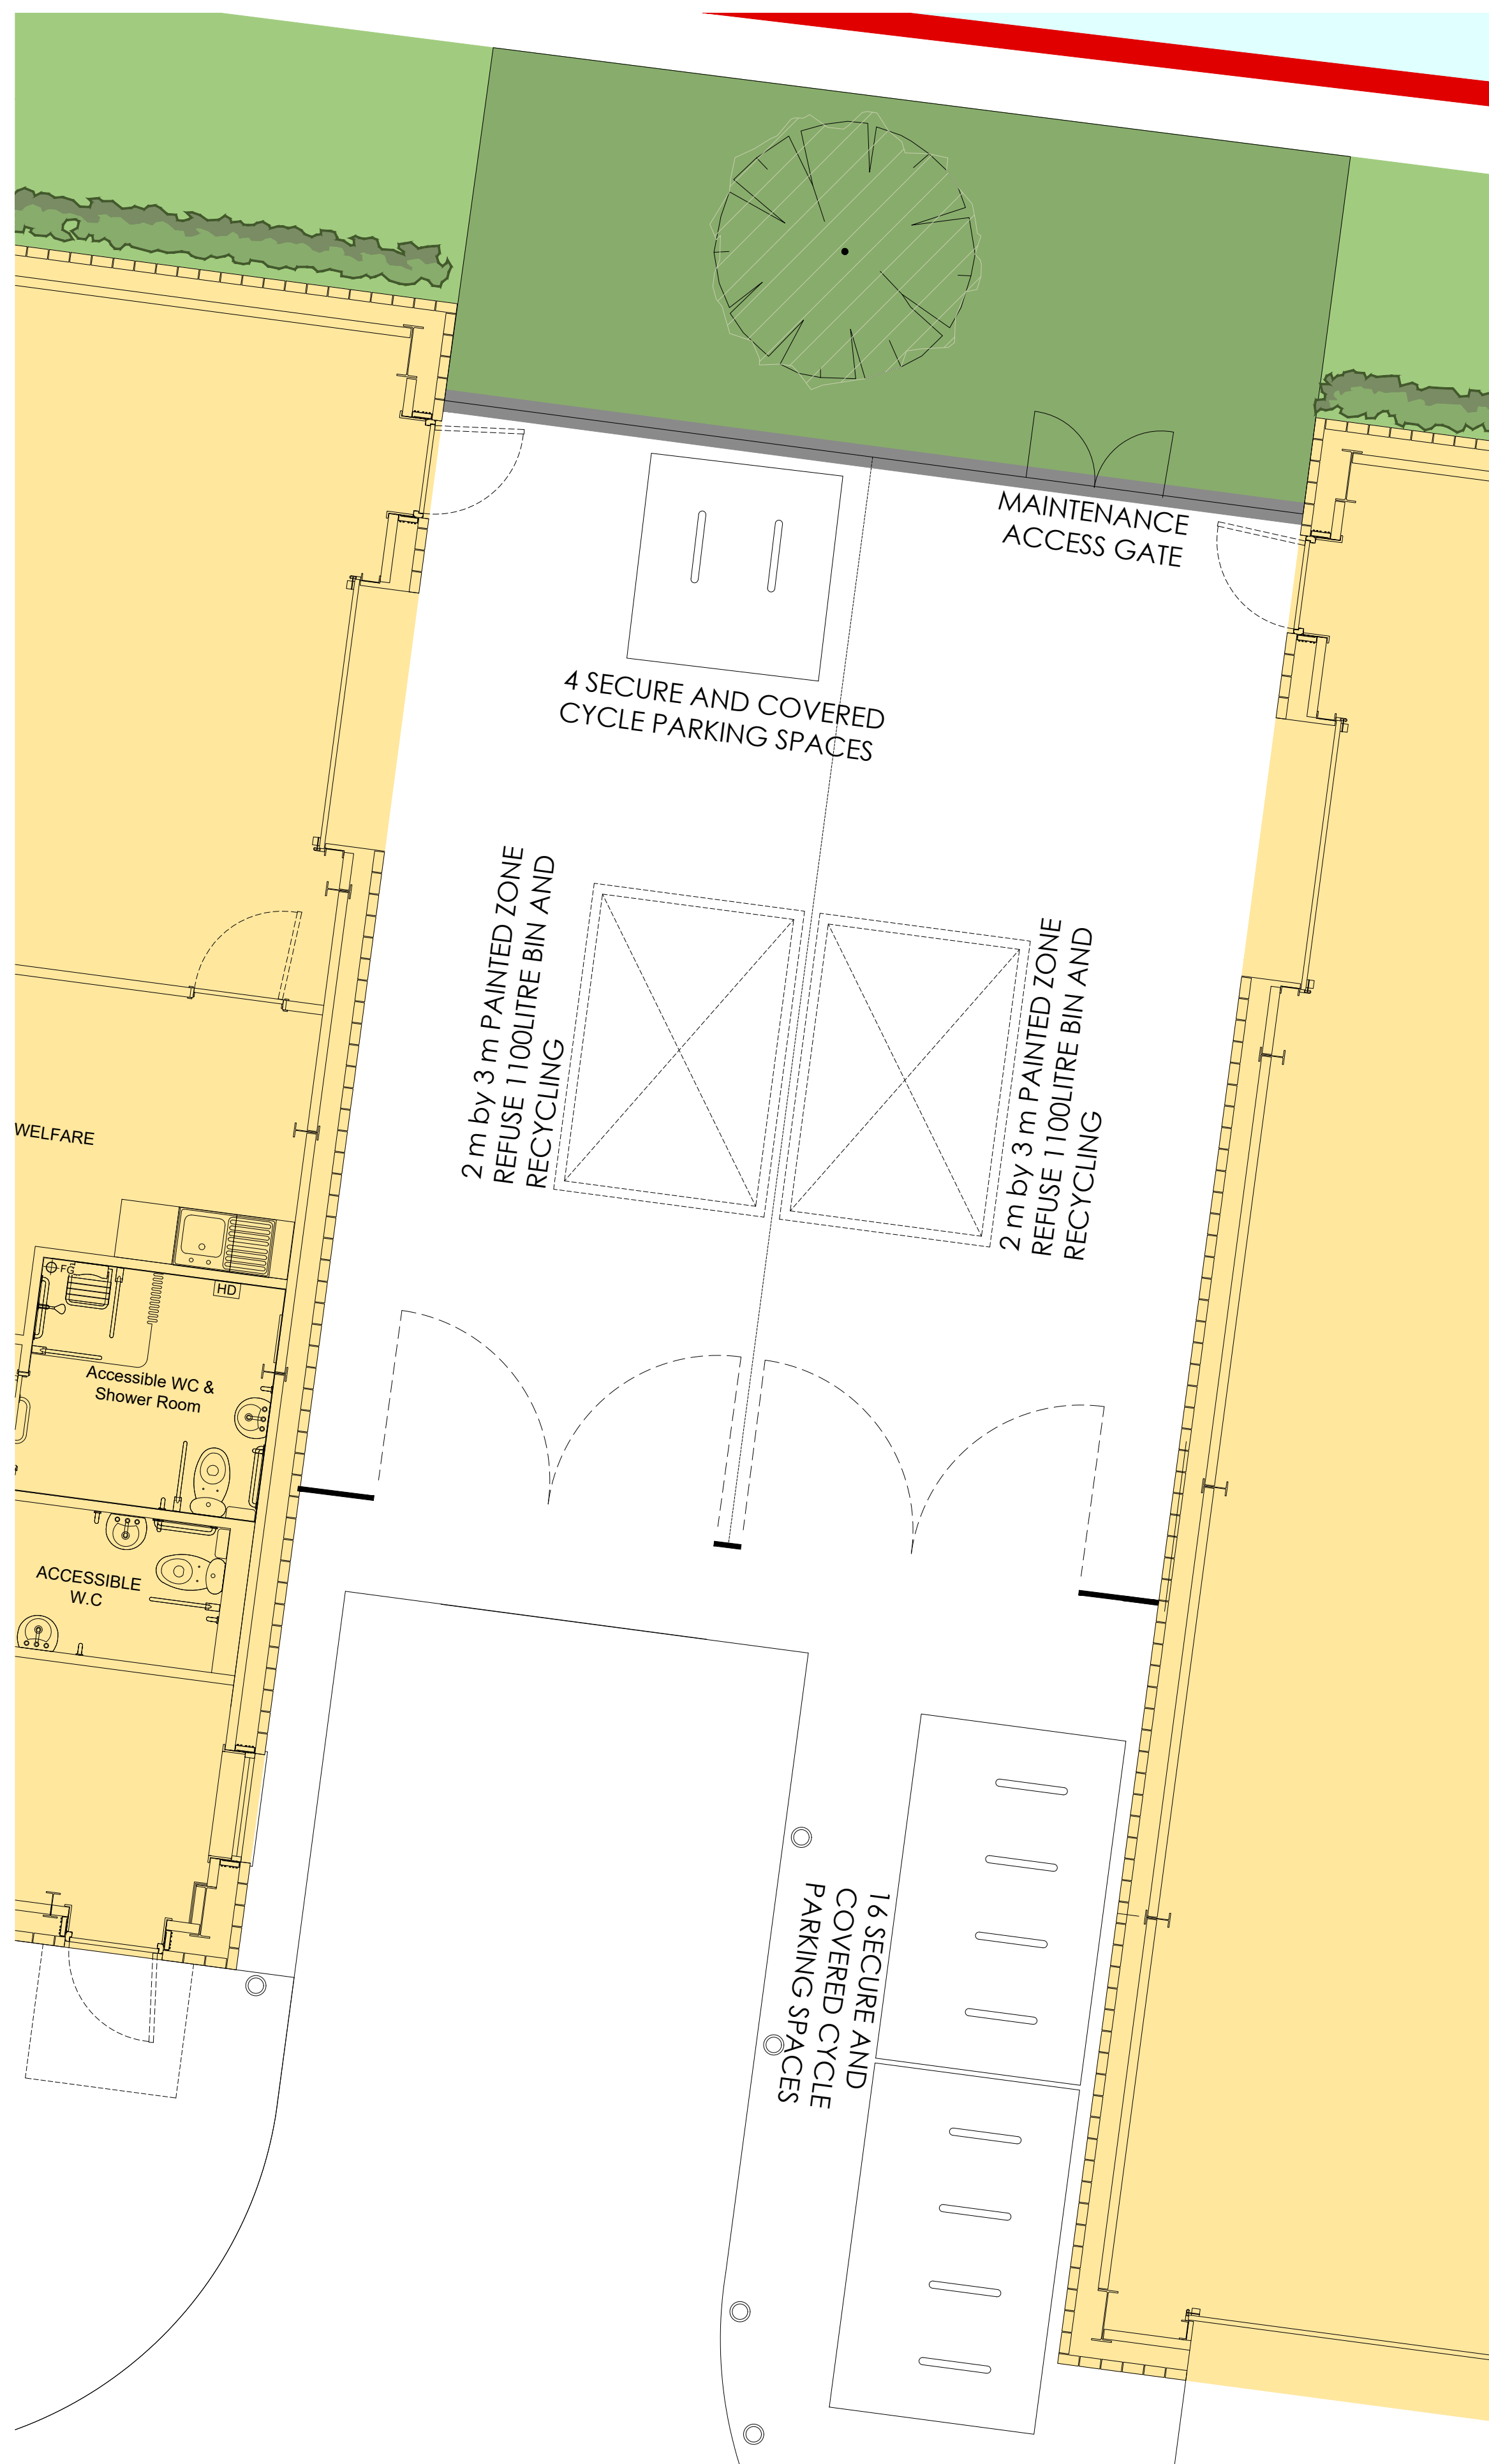 MAINTENANCE
ACCESS GATE
4 SECURE AND COVERED
CYCLE PARKING SPACES
2 m by 3 m PAINTED ZONE
REFUSE 1100LITRE BIN AND
RECYCLING
2 m by 3 m PAINTED ZONE
REFUSE 1100LITRE BIN AND
RECYCLING
WELFARE
FG
HD
Accessible WC &
Shower Room
ACCESSIBLE
W.C
16 SECURE AND
COVERED CYCLE
PARKING SPACES